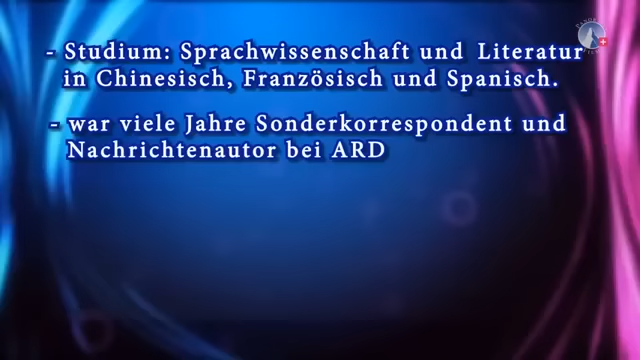 - Studium: Sprachwissenschaft und Literatur
in Chinesisch, Französisch und Spanisch.
- war viele Jahre Sonderkorrespondent und
Nachrichtenautor bei ARD